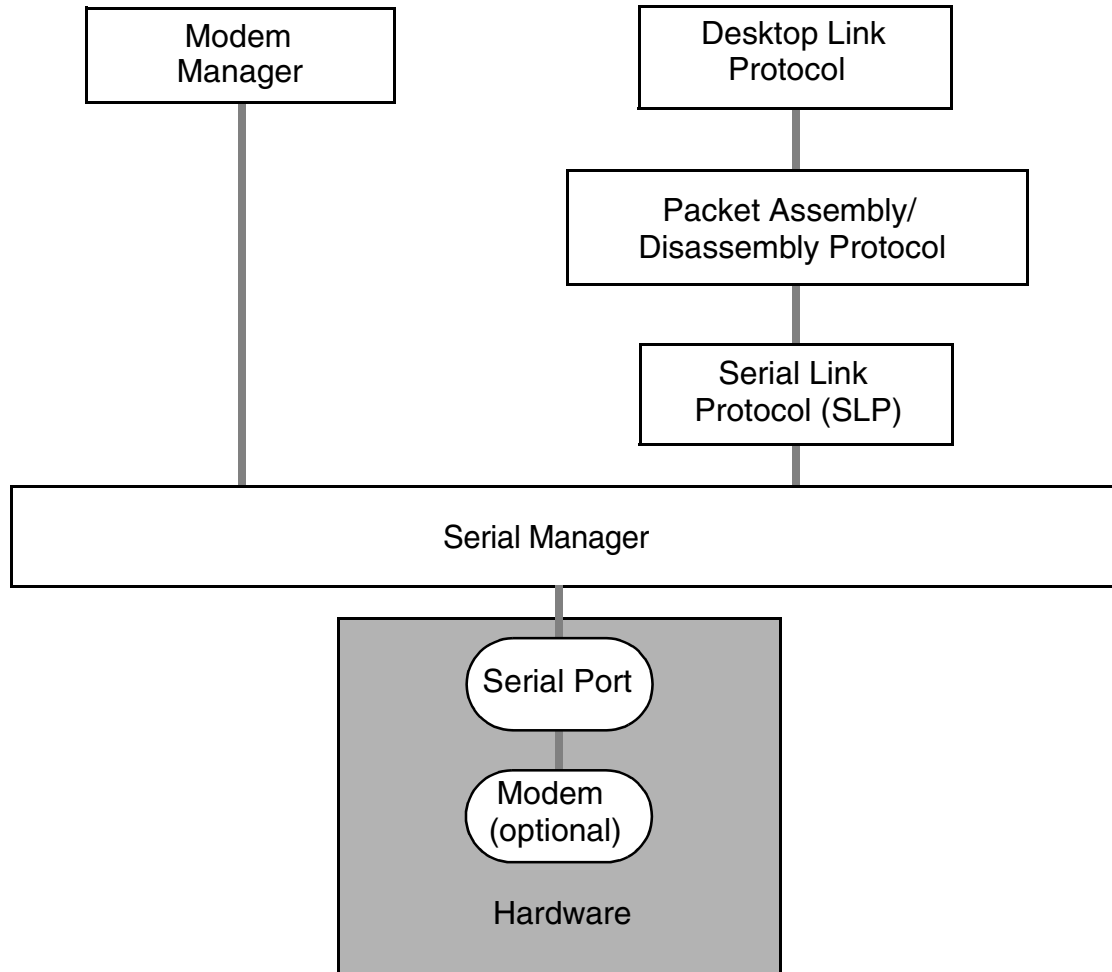 Modem
Manager
Desktop Link
Protocol
Packet Assembly/
Disassembly Protocol
Serial Link
Protocol (SLP)
Serial Manager
Serial Port
Modem
(optional)
Hardware